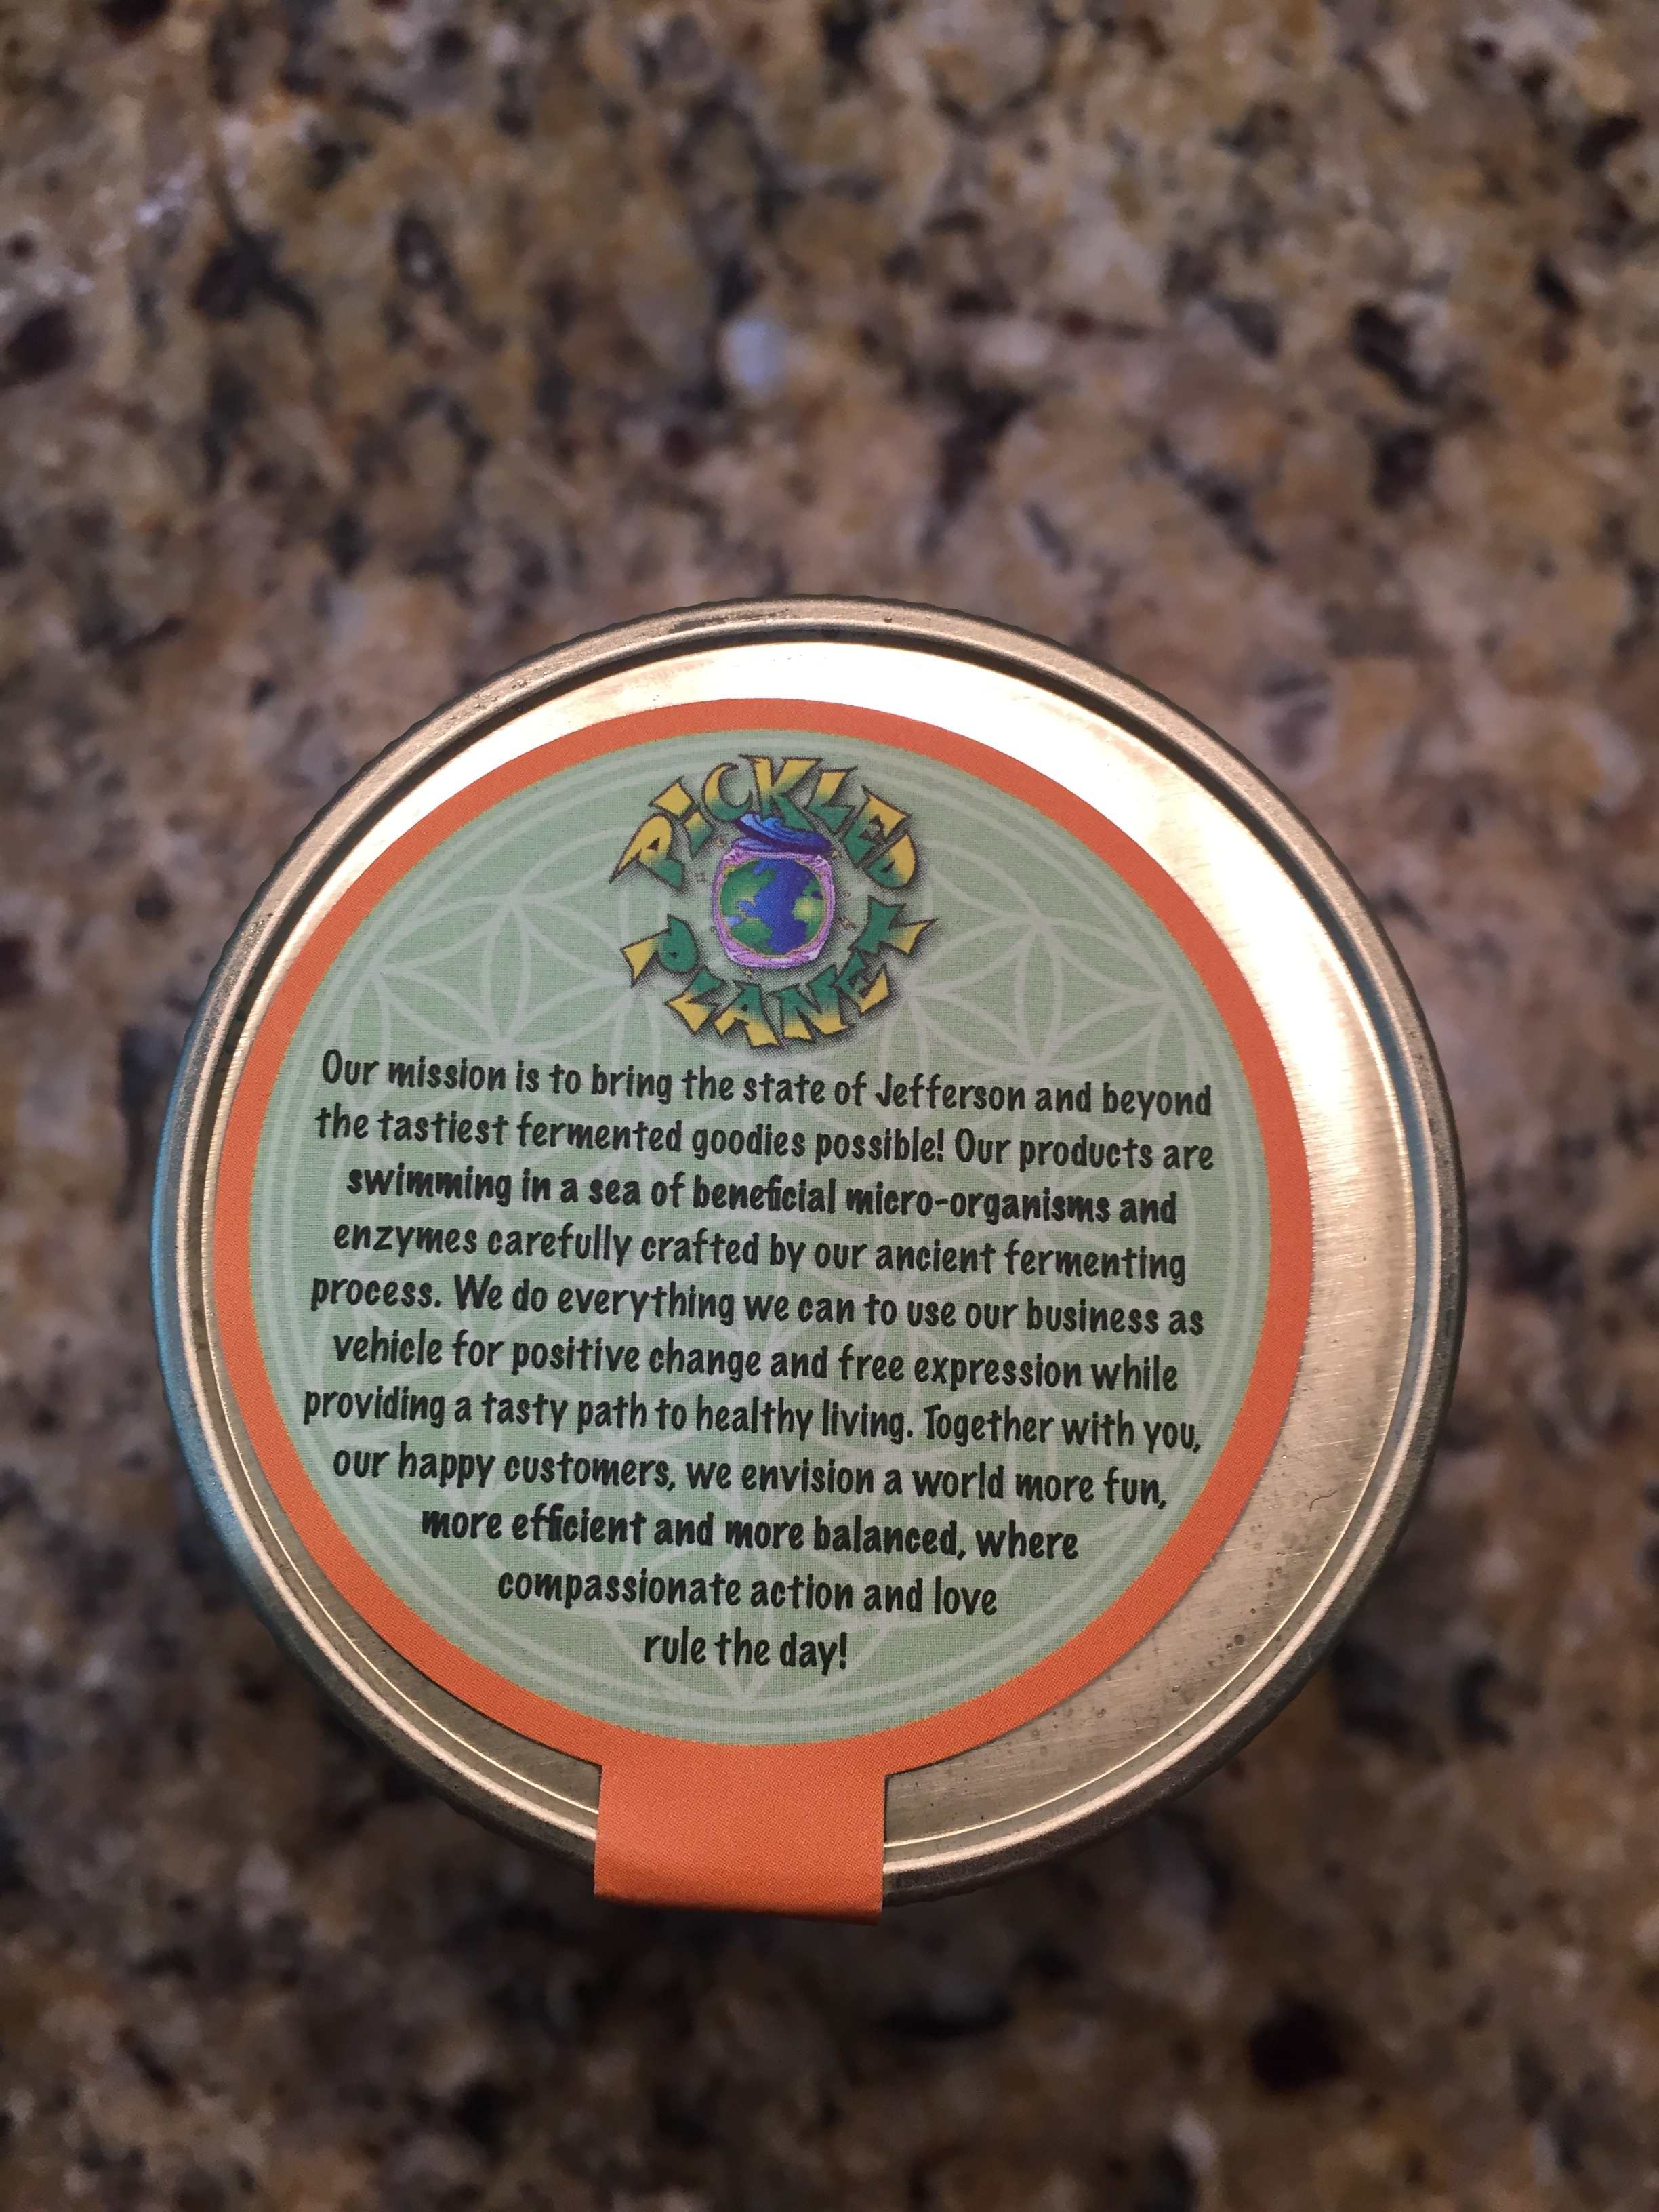 PiCKLED
PLANET
Our mission is to bring the state of Jefferson and beyond
the tastiest fermented goodies possible! Our products are
swimming in a sea of beneficial micro-organisms and
enzymes carefully crafted by our ancient fermenting
process. We do everything we can to use our business as
vehicle for positive change and free expression while
providing a tasty path to healthy living. Together with you,
our happy customers, we envision a world more fun,
more efficient and more balanced, where
compassionate action and love
rule the day!